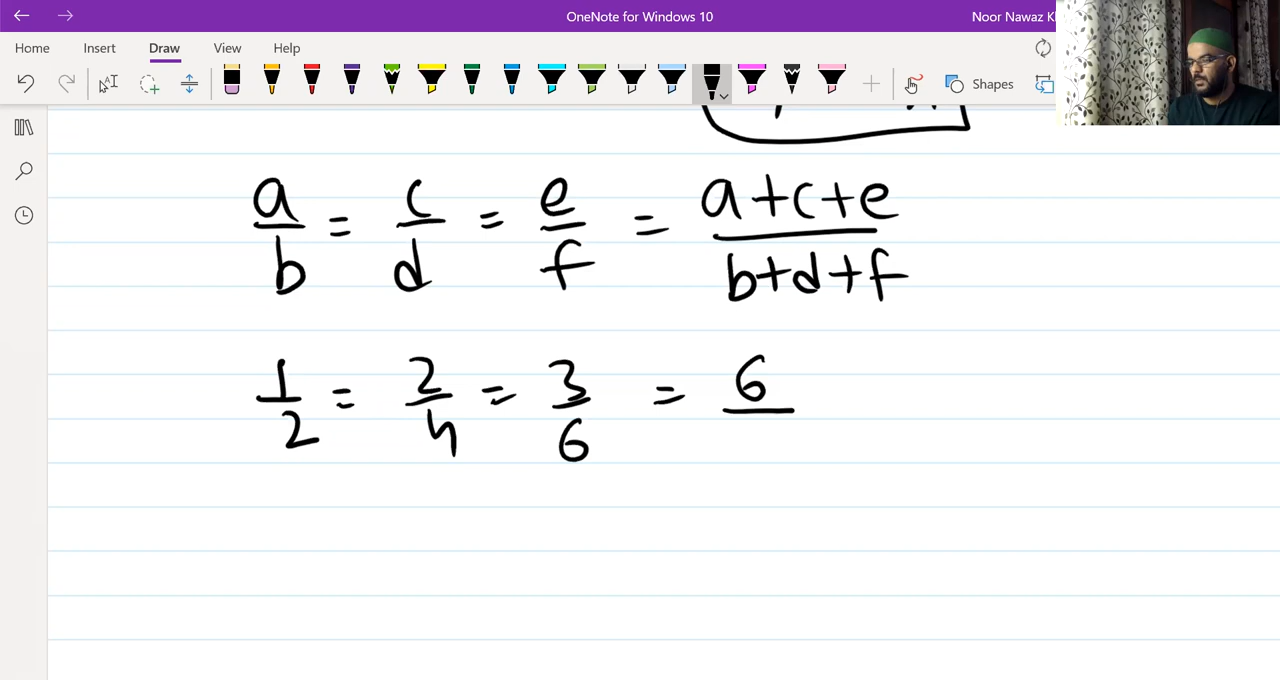 OneNote for Windows 10
Noor Nawaz
Home Insert Draw View Help
Shapes
a/b = c/d = e/f = a+c+e/b+d+f
1/2 = 2/4 = 3/6 = 6/